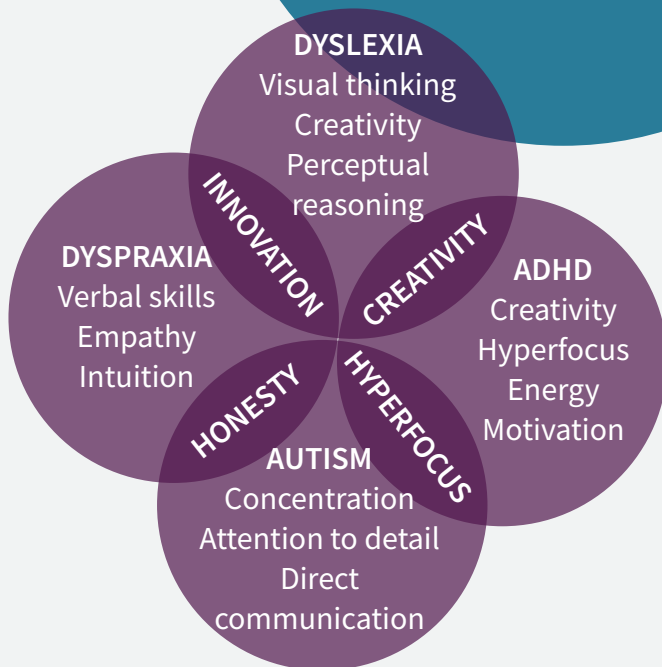 DYSLEXIA
Visual thinking
Creativity
Perceptual
reasoning
INNOVATION
CREATIVITY
DYSPRAXIA
Verbal skills
Empathy
Intuition
ADHD
Creativity
Hyperfocus
Energy
Motivation
HONESTY
HYPERFOCUS
AUTISM
Concentration
Attention to detail
Direct
communication